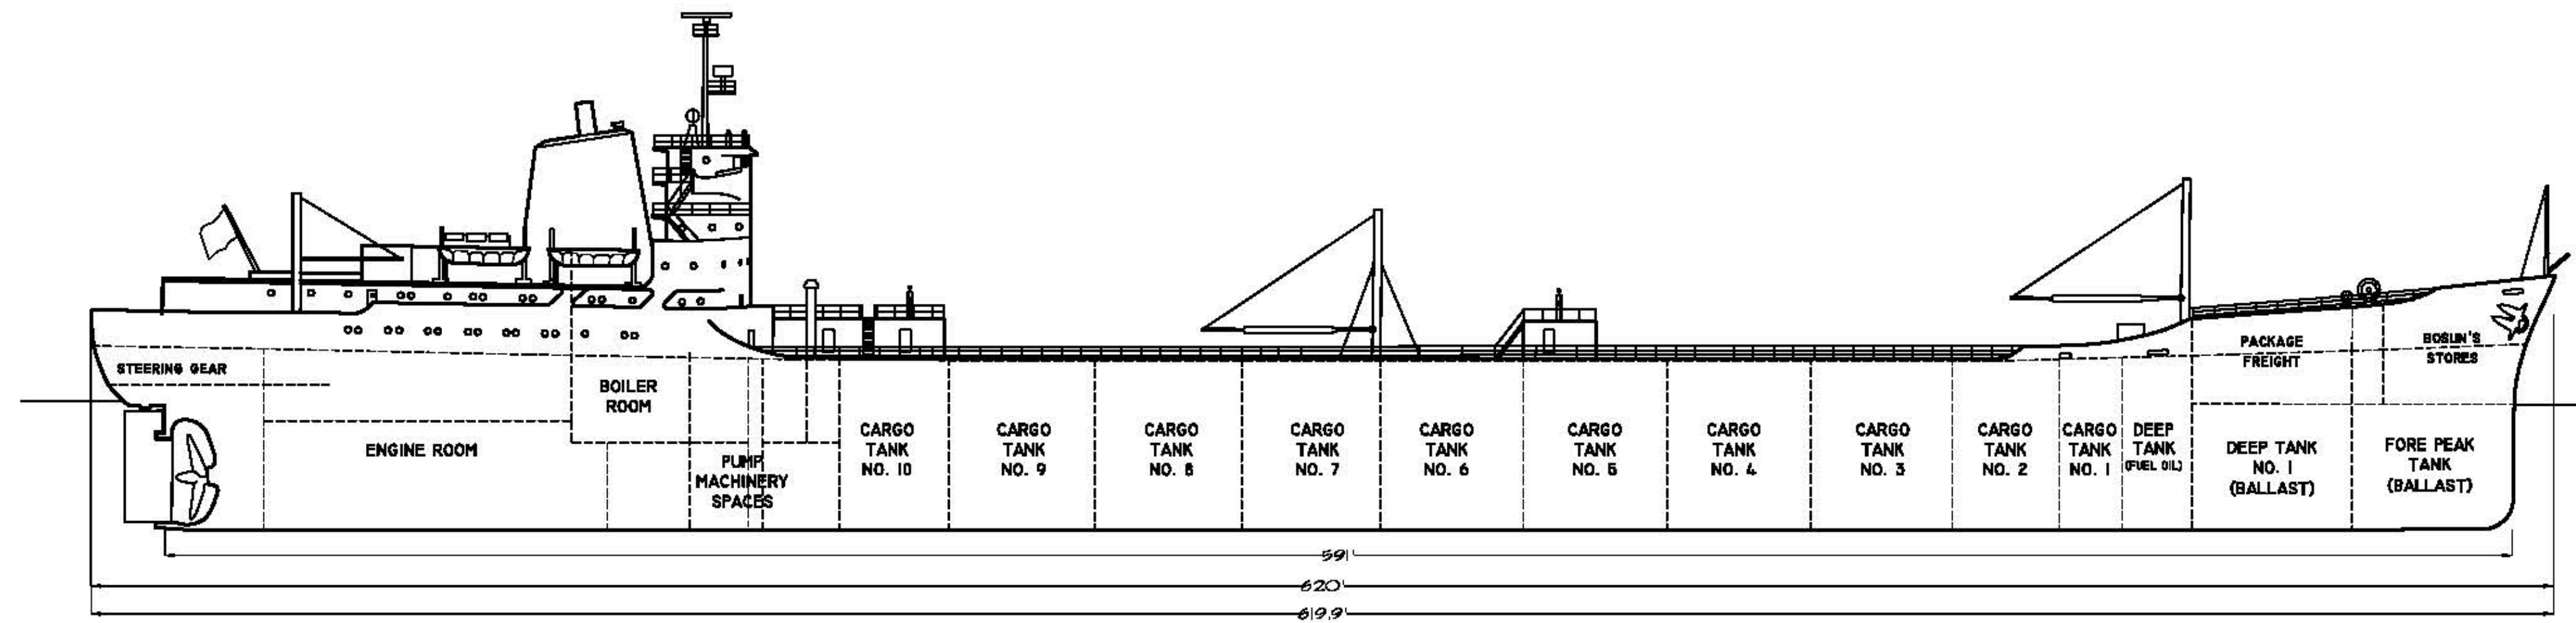 STEERING GEAR
ENGINE ROOM
BOILER
ROOM
PUMP
MACHINERY
SPACES
CARGO
TANK
NO. 10
CARGO
TANK
NO. 9
CARGO
TANK
NO. 8
CARGO
TANK
NO. 7
CARGO
TANK
NO. 6
CARGO
TANK
NO. 5
CARGO
TANK
NO. 4
CARGO
TANK
NO. 3
CARGO
TANK
NO. 2
CARGO
TANK
NO. 1
DEEP
TANK
(FUEL OIL)
PACKAGE
FREIGHT
DEEP TANK
NO. 1
(BALLAST)
BOSUN'S
STORES
FORE PEAK
TANK
(BALLAST)
591'
620'
619.9'